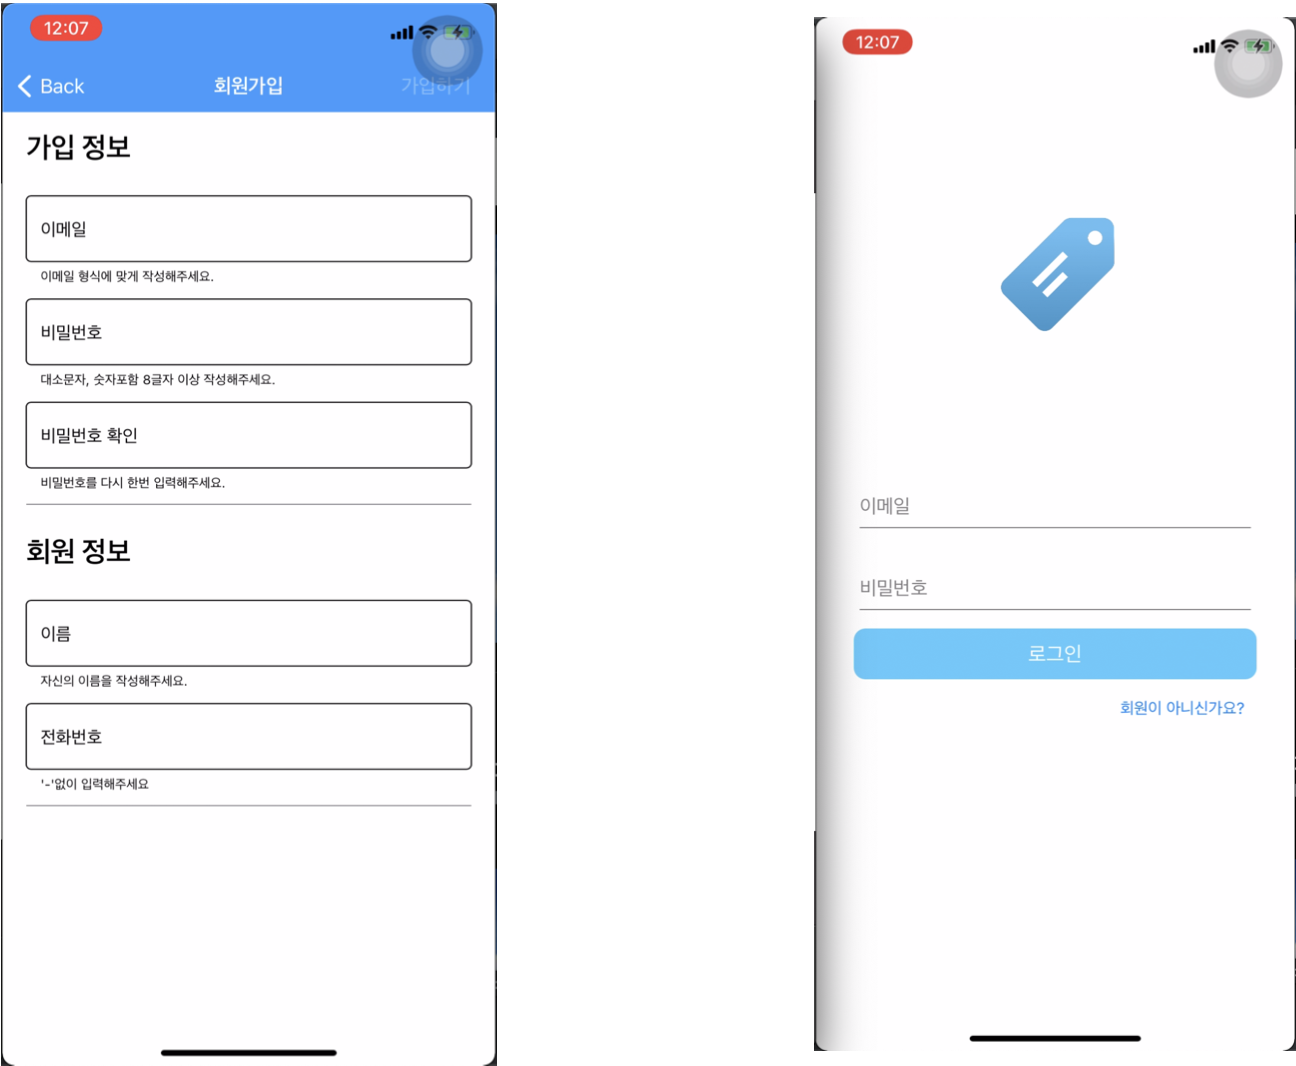 12:07
Back
회원가입
가입하기
가입 정보
이메일
이메일 형식에 맞게 작성해주세요.
비밀번호
대소문자, 숫자포함 8글자 이상 작성해주세요.
비밀번호 확인
비밀번호를 다시 한번 입력해주세요.
회원 정보
이름
자신의 이름을 작성해주세요.
전화번호
'-'없이 입력해주세요
12:07
이메일
비밀번호
로그인
회원이 아니신가요?